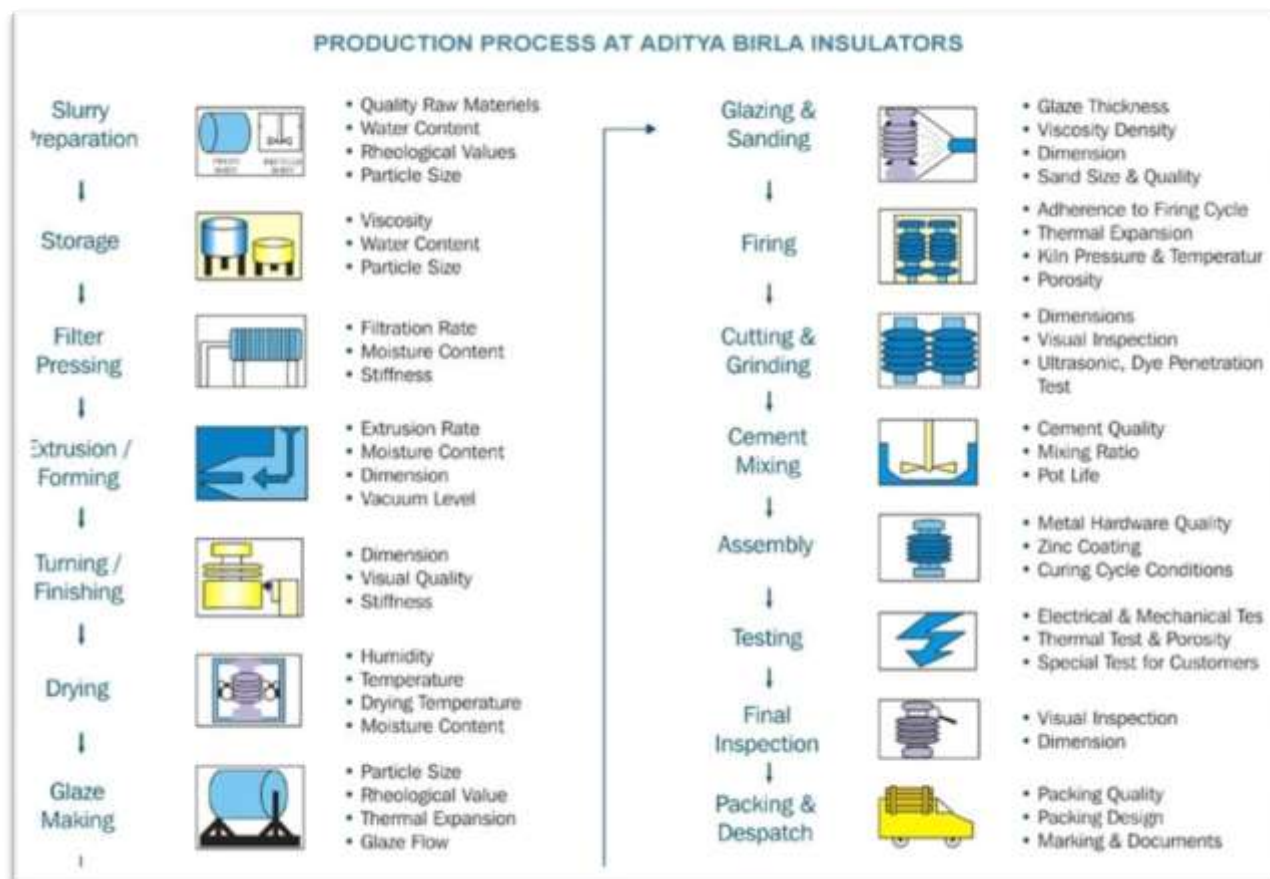 PRODUCTION PROCESS AT ADITYA BIRLA INSULATORS
Slurry
reparation
• Quality Raw Materiels
• Water Content
• Rheological Values
• Particle Size
Storage
• Viscosity
• Water Content
• Particle Size
Filter
Pressing
• Filtration Rate
• Moisture Content
• Stiffness
Extrusion /
Forming
• Extrusion Rate
• Moisture Content
• Dimension
• Vacuum Level
Turning /
Finishing
• Dimension
• Visual Quality
• Stiffness
Drying
• Humidity
• Temperature
• Drying Temperature
• Moisture Content
Glaze
Making
• Particle Size
• Rheological Value
• Thermal Expansion
• Glaze Flow
Glazing &
Sanding
• Glaze Thickness
• Viscosity Density
• Dimension
• Sand Size & Quality
Firing
• Adherence to Firing Cycle
• Thermal Expansion
• Kiln Pressure & Temperatur
• Porosity
Cutting &
Grinding
• Dimensions
• Visual Inspection
• Ultrasonic, Dye Penetration
Test
Cement
Mixing
• Cement Quality
• Mixing Ratio
• Pot Life
Assembly
• Metal Hardware Quality
• Zinc Coating
• Curing Cycle Conditions
Testing
• Electrical & Mechanical Tes
• Thermal Test & Porosity
• Special Test for Customers
Final
Inspection
• Visual Inspection
• Dimension
Packing &
Despatch
• Packing Quality
• Packing Design
• Marking & Documents